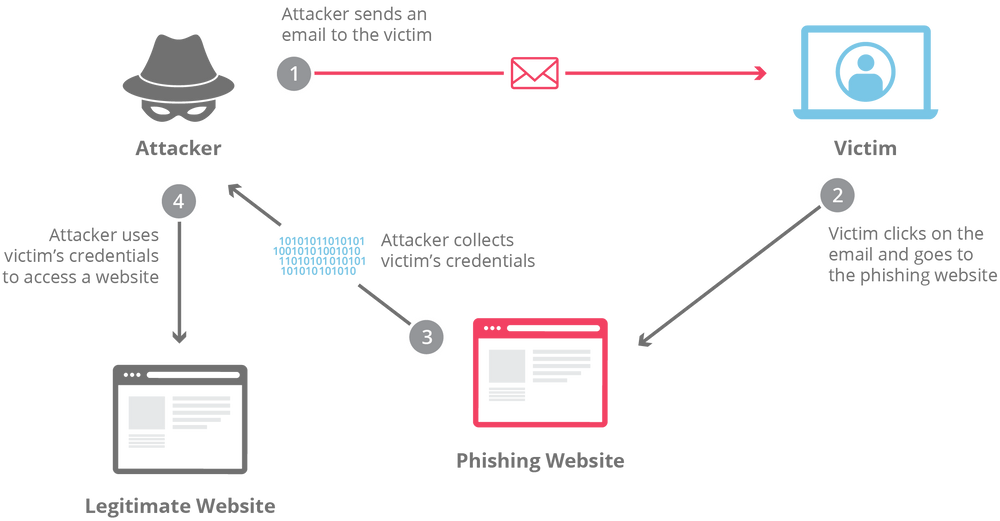 Attacker sends an
email to the victim
1
Attacker
Victim
4
2
Attacker uses
victim's credentials
to access a website
10101011010101
10010101001010
11010101010101
101010101010
Attacker collects
victim's credentials
Victim clicks on the
email and goes to
the phishing website
3
Phishing Website
Legitimate Website